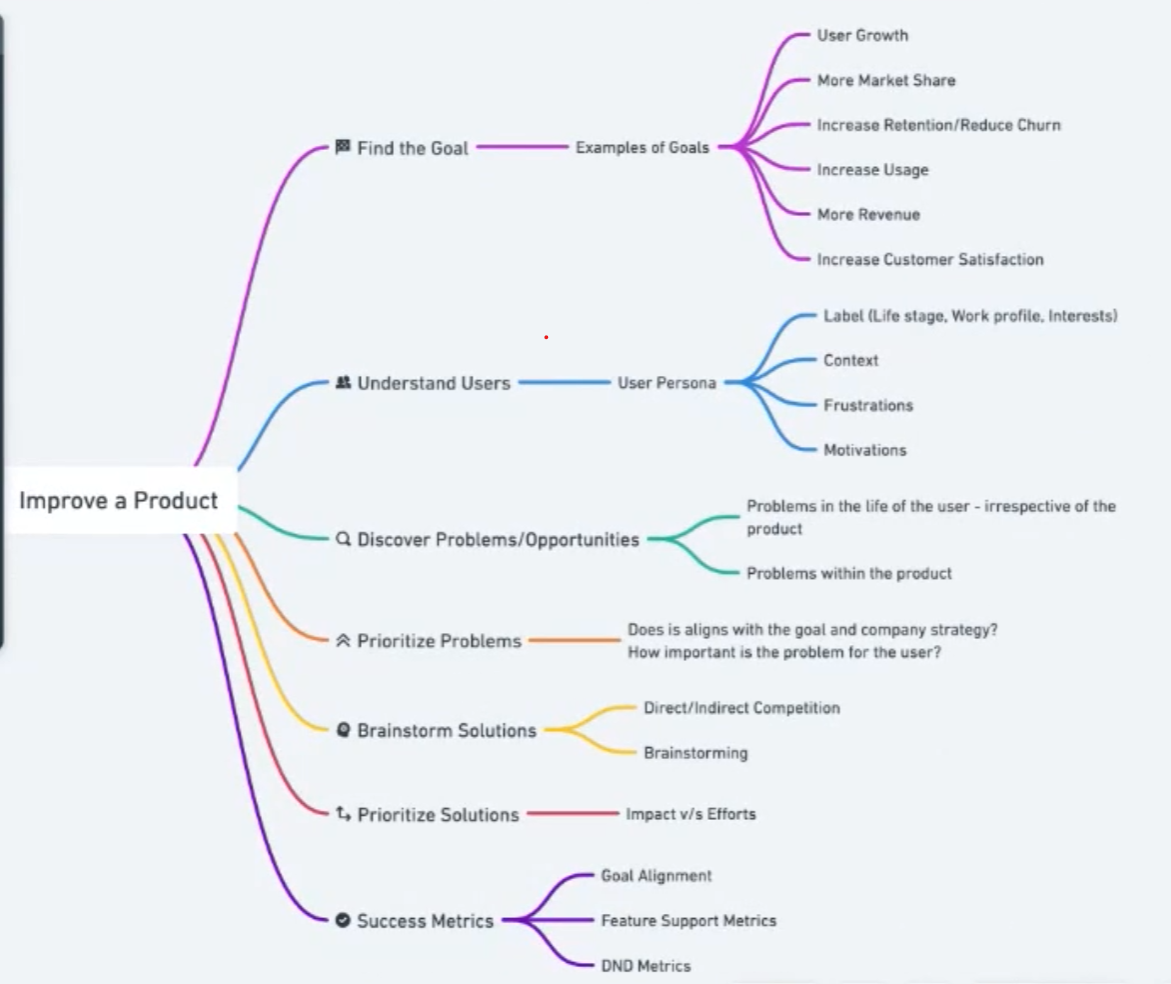 Improve a Product
Find the Goal
Examples of Goals
User Growth
More Market Share
Increase Retention/Reduce Churn
Increase Usage
More Revenue
Increase Customer Satisfaction
Understand Users
User Persona
Label (Life stage, Work profile, Interests)
Context
Frustrations
Motivations
Discover Problems/Opportunities
Problems in the life of the user - irrespective of the
product
Problems within the product
Prioritize Problems
Does is aligns with the goal and company strategy?
How important is the problem for the user?
Brainstorm Solutions
Direct/Indirect Competition
Brainstorming
Prioritize Solutions
Impact v/s Efforts
Success Metrics
Goal Alignment
Feature Support Metrics
DND Metrics